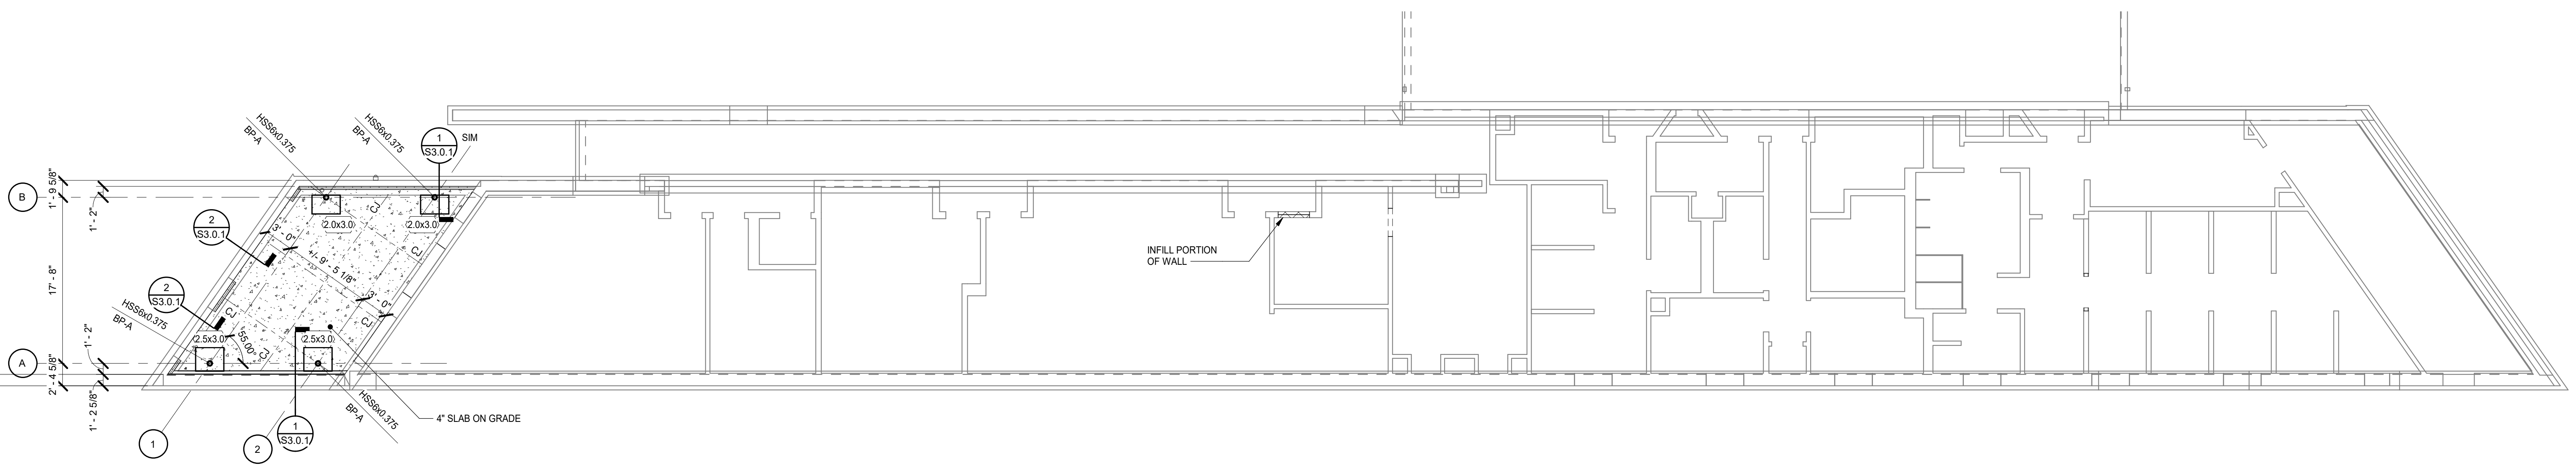 HSS6x0.375
BP-A
HSS6x0.375
BP-A
1
S3.0.1
SIM
B
1' - 9 5/8"
1' - 2"
2
S3.0.1
2.0x3.0
2.0x3.0
CJ
CJ
3' - 0"
+/- 9' - 5 1/8"
3' - 0"
17' - 8"
INFILL PORTION
OF WALL
2
S3.0.1
HSS6x0.375
BP-A
CJ
CJ
2.5x3.0
2.5x3.0
55.00°
CJ
1' - 2"
A
2' - 4 5/8"
1' - 2 5/8"
HSS6x0.375
BP-A
4" SLAB ON GRADE
1
2
1
S3.0.1